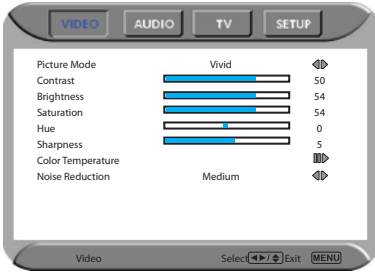 VIDEO AUDIO TV SETUP
Picture Mode Vivid
Contrast 50
Brightness 54
Saturation 54
Hue 0
Sharpness 5
Color Temperature
Noise Reduction Medium
Video Select ◄►/ ♦ Exit MENU